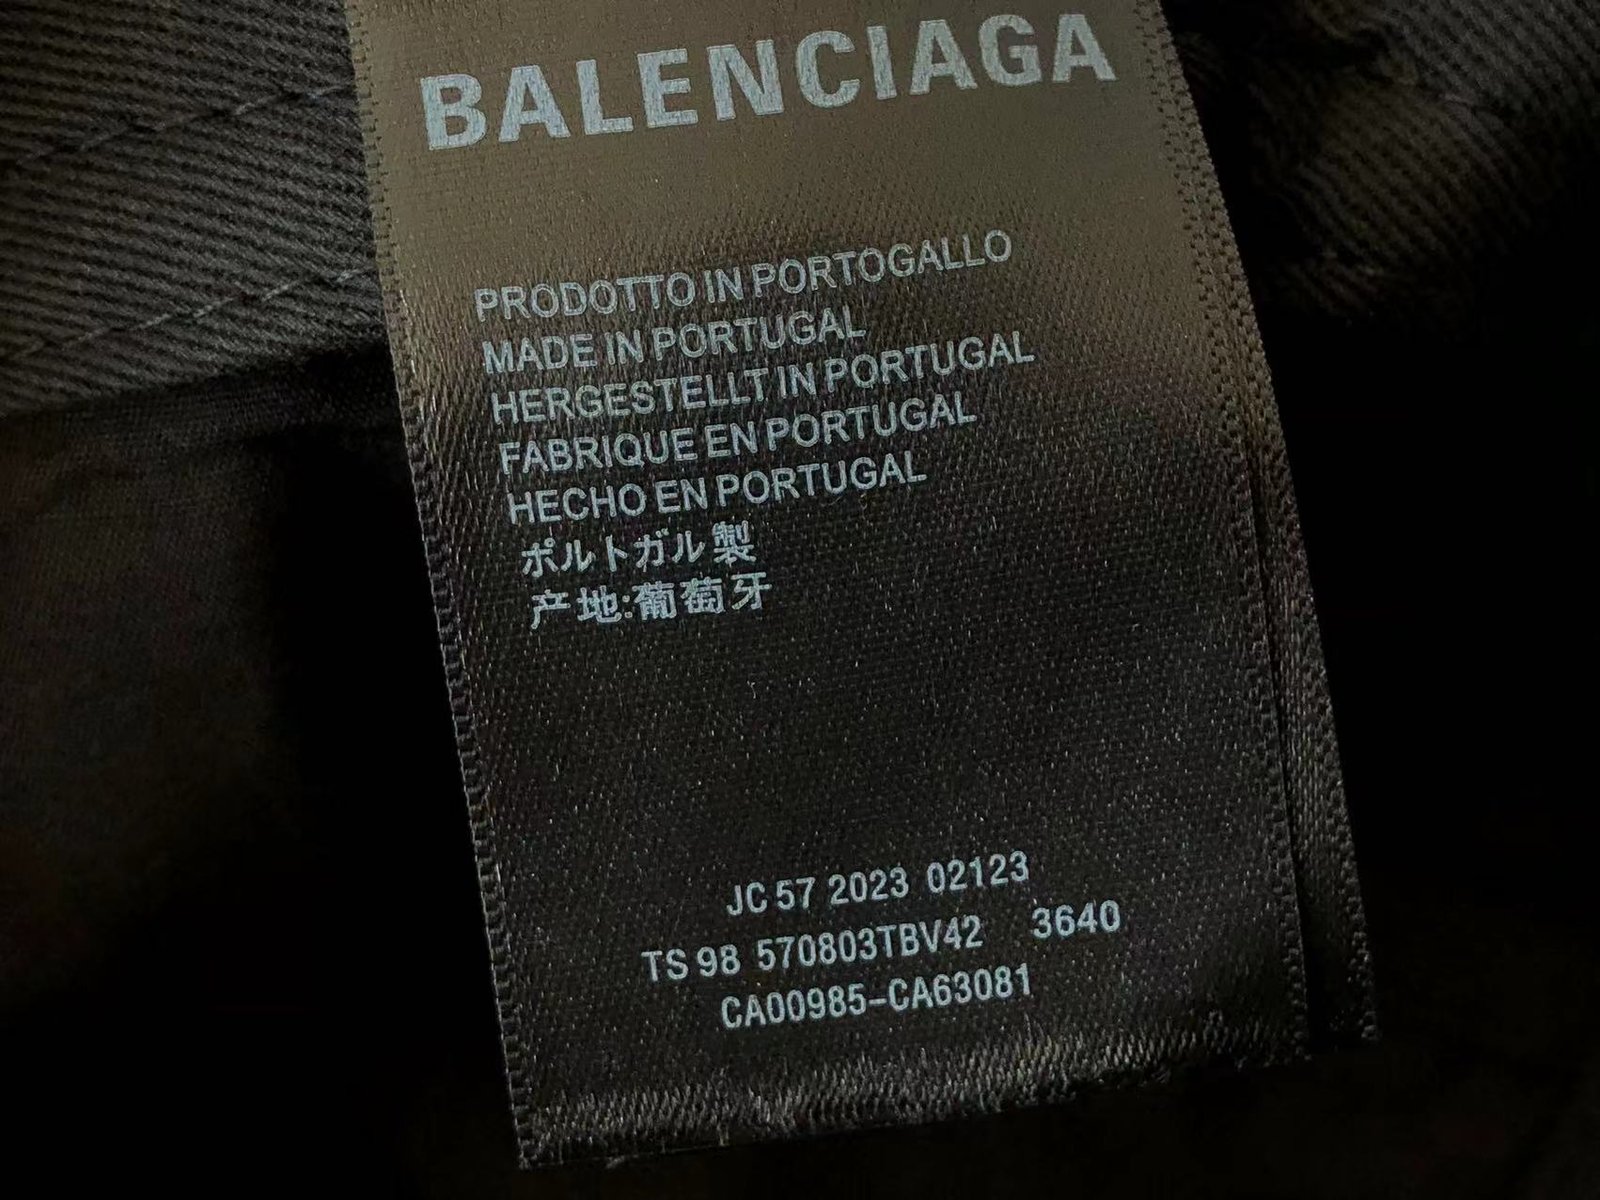 BALENCIAGA
PRODOTTO IN PORTOGALLO
MADE IN PORTUGAL
HERGESTELLT IN PORTUGAL
FABRIQUE EN PORTUGAL
HECHO EN PORTUGAL
ポルトガル製
产地:葡萄牙
JC 57 2023 02123
TS 98 570803TBV42 3640
CA00985-CA63081